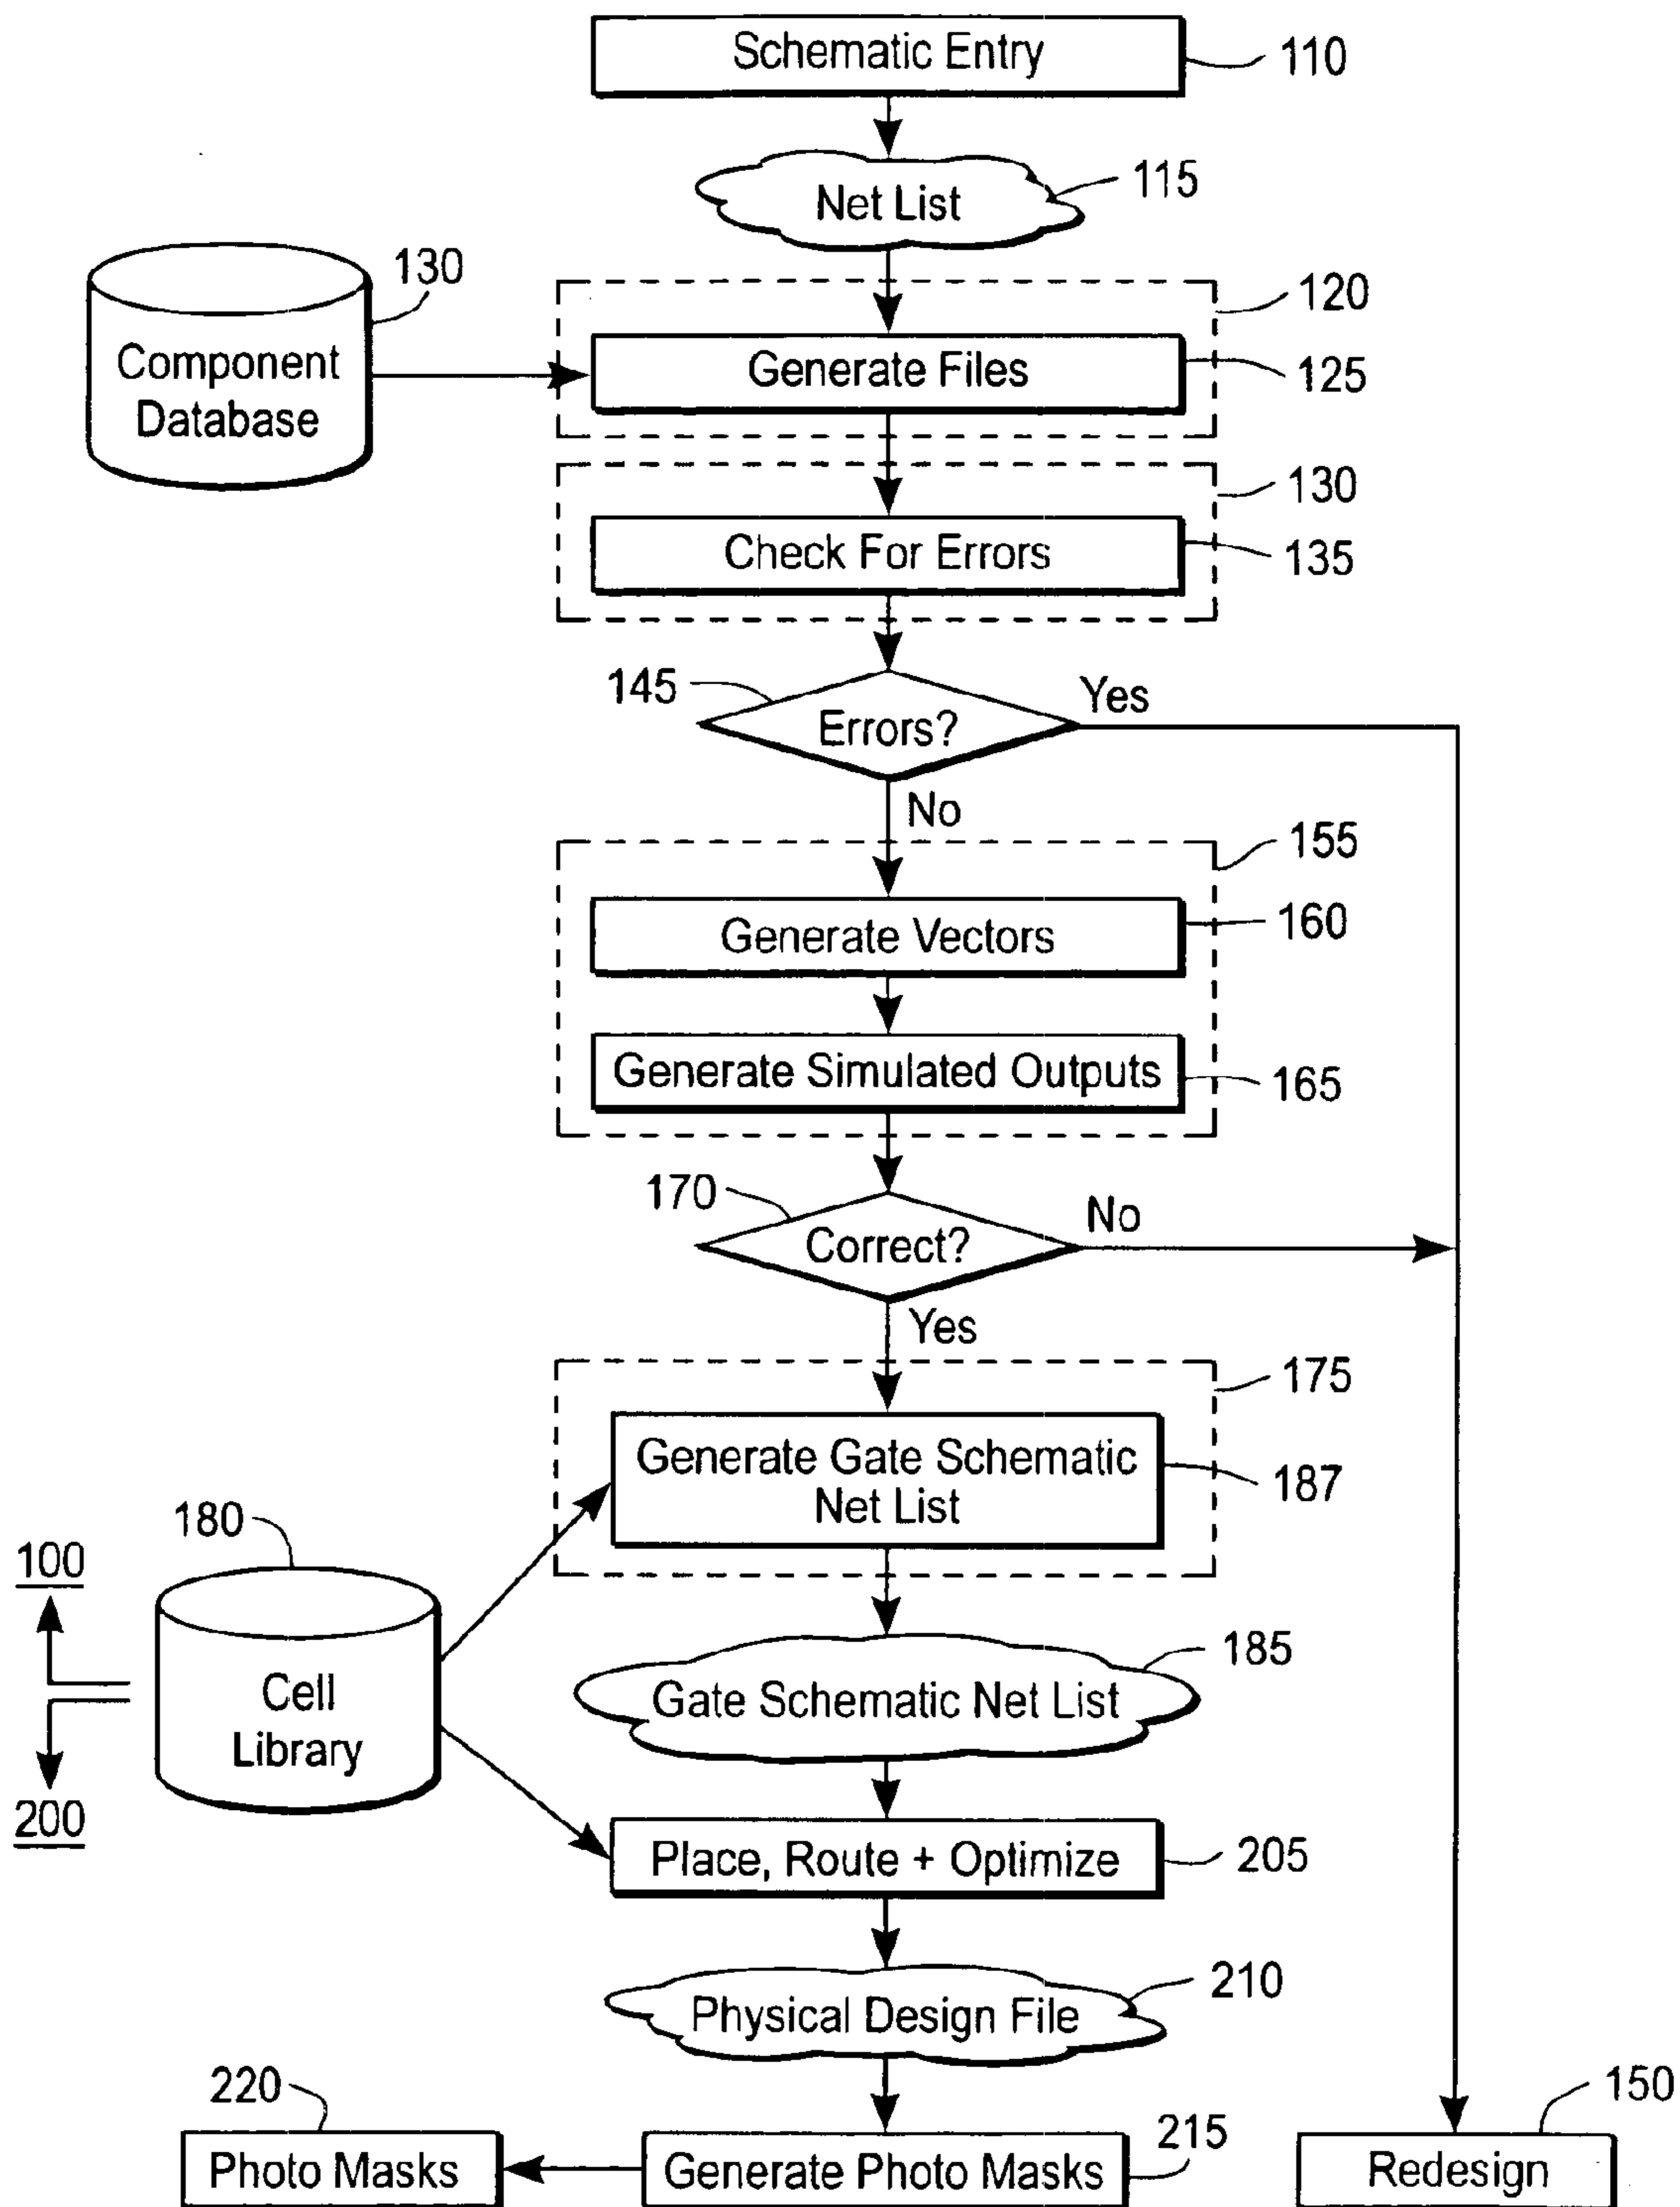 Schematic Entry
110
Net List
115
130
Component
Database
120
Generate Files
125
130
Check For Errors
135
145
Errors?
Yes
No
155
Generate Vectors
160
Generate Simulated Outputs
165
170
Correct?
No
Yes
175
Generate Gate Schematic
Net List
187
180
100
200
Cell
Library
185
Gate Schematic Net List
Place, Route + Optimize
205
Physical Design File
210
220
Photo Masks
Generate Photo Masks
215
150
Redesign